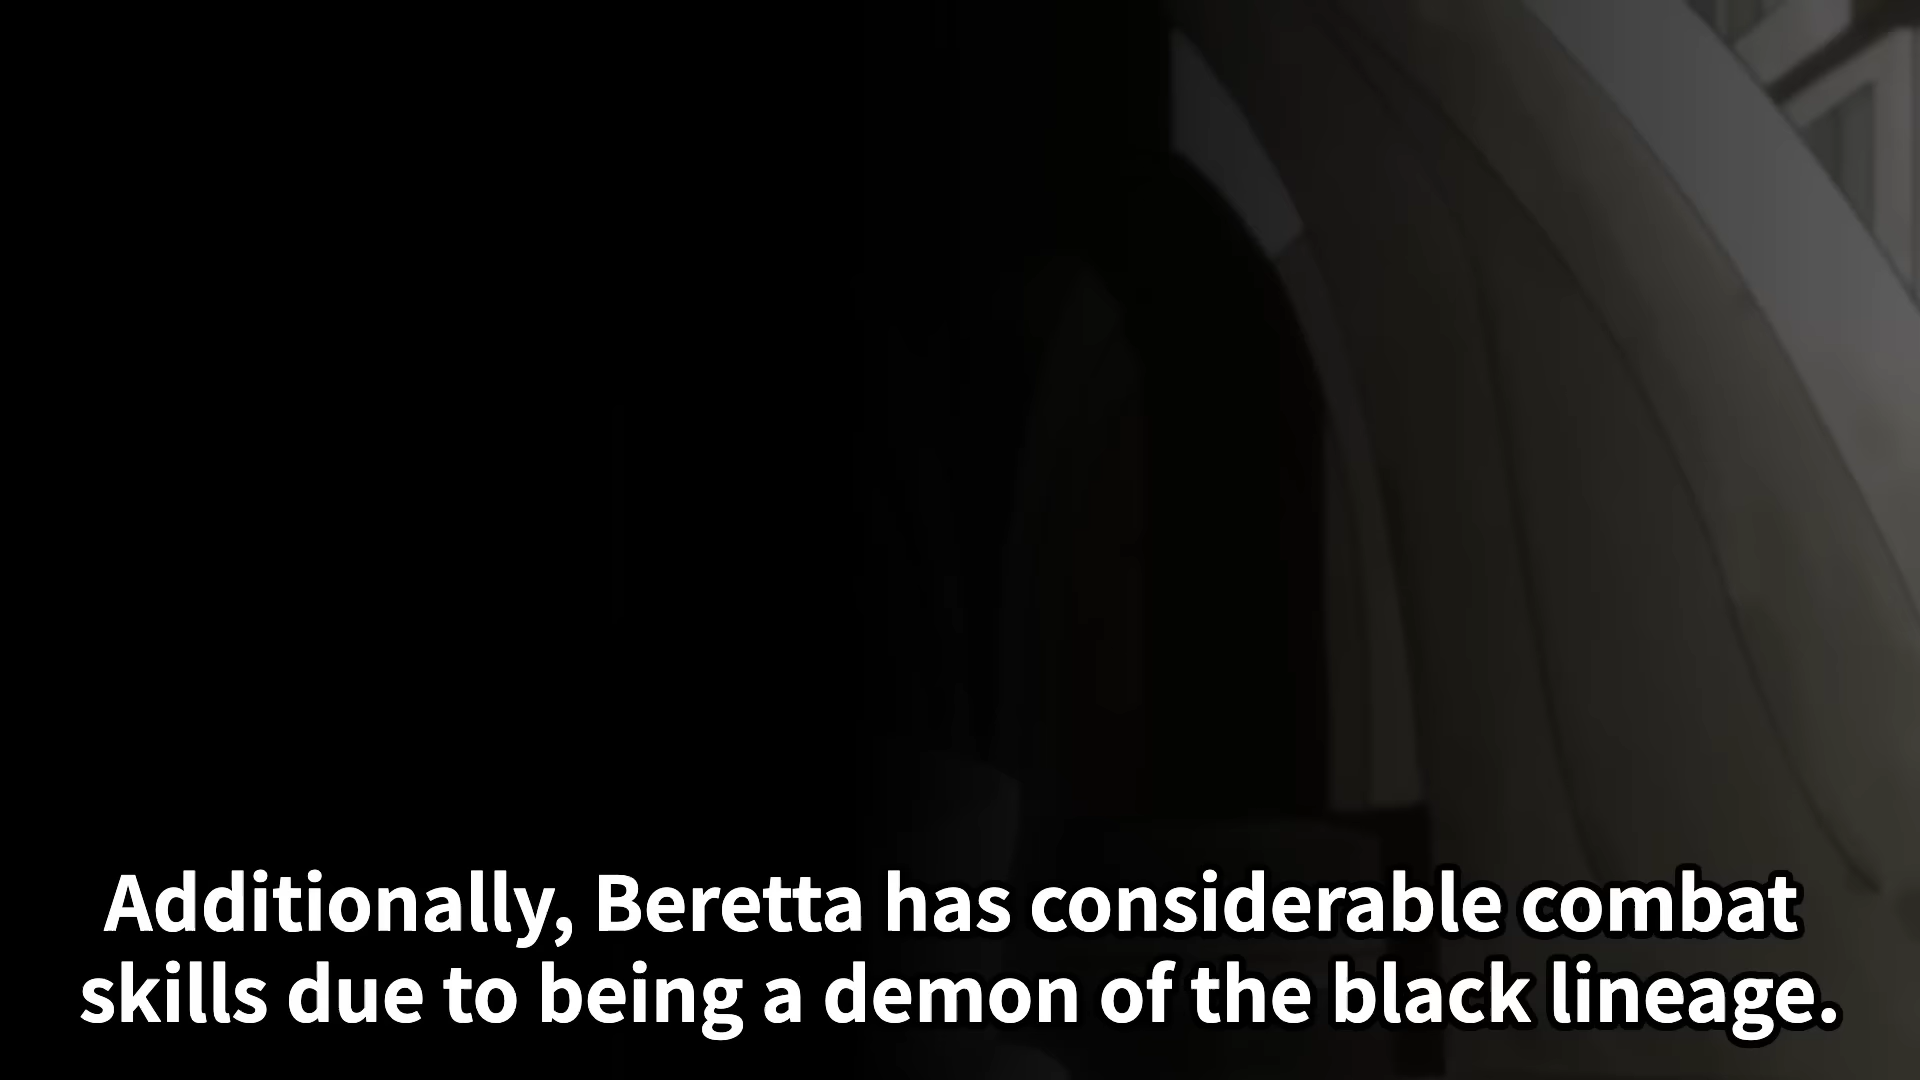 Additionally, Beretta has considerable combat
skills due to being a demon of the black lineage.